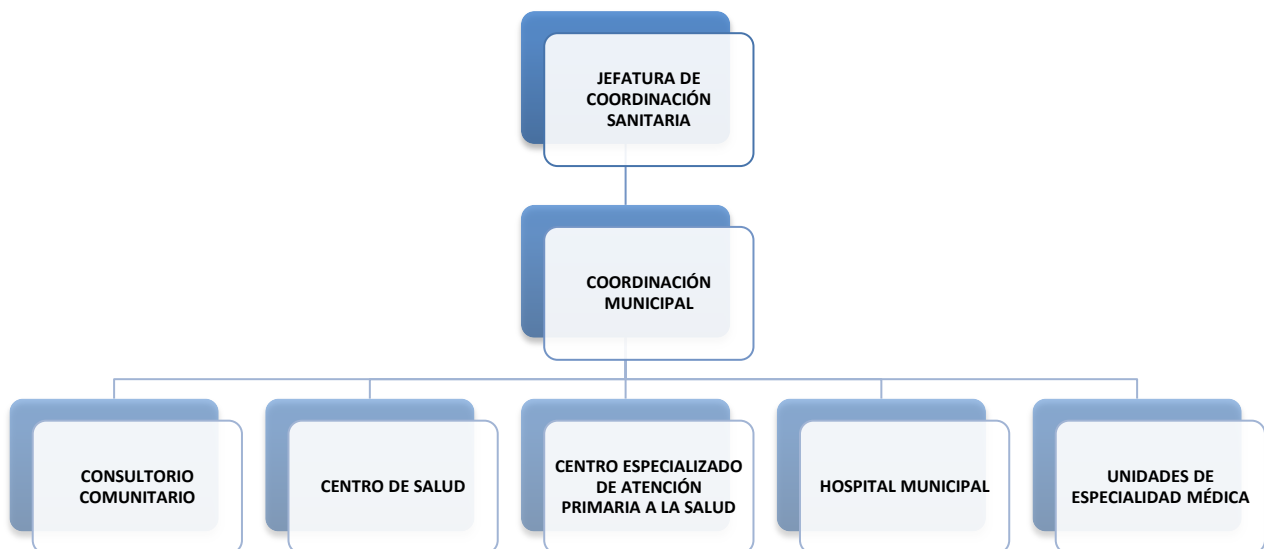 JEFATURA DE
COORDINACIÓN
SANITARIA
COORDINACIÓN
MUNICIPAL
CONSULTORIO
COMUNITARIO
CENTRO DE SALUD
CENTRO ESPECIALIZADO
DE ATENCIÓN
PRIMARIA A LA SALUD
HOSPITAL MUNICIPAL
UNIDADES DE
ESPECIALIDAD MÉDICA